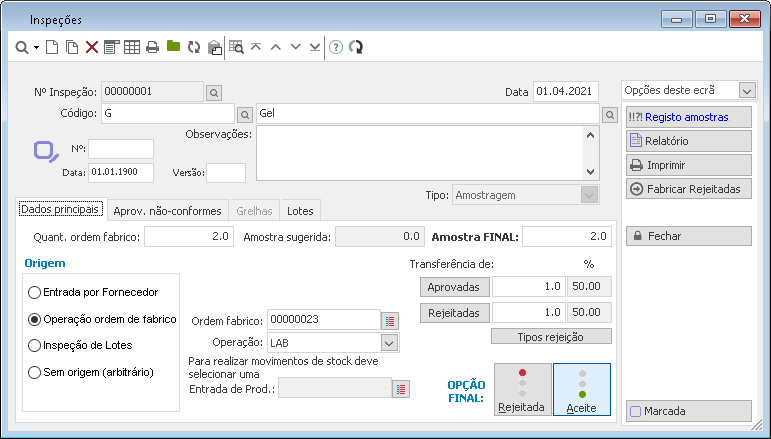 Inspeções
Nº Inspeção: 00000001
Data 01.04.2021
Opções deste ecrã
Código: G Gel
!!?! Registo amostras
Observações:
Relatório
Nº:
Imprimir
Data: 01.01.1900 Versão:
Fabricar Rejeitadas
Tipo: Amostragem
Dados principais Aprov. não-conformes Grelhas Lotes
Quant. ordem fabrico: 2.0 Amostra sugerida: 0.0 Amostra FINAL: 2.0
Fechar
Origem
Transferência de: %
Entrada por Fornecedor
Aprovadas 1.0 50.00
Operação ordem de fabrico
Ordem fabrico: 00000023
Rejeitadas 1.0 50.00
Inspeção de Lotes
Operação: LAB
Tipos rejeição
Sem origem (arbitrário)
Para realizar movimentos de stock deve
selecionar uma
Entrada de Prod.:
OPÇÃO
FINAL:
Rejeitada
Aceite
Marcada